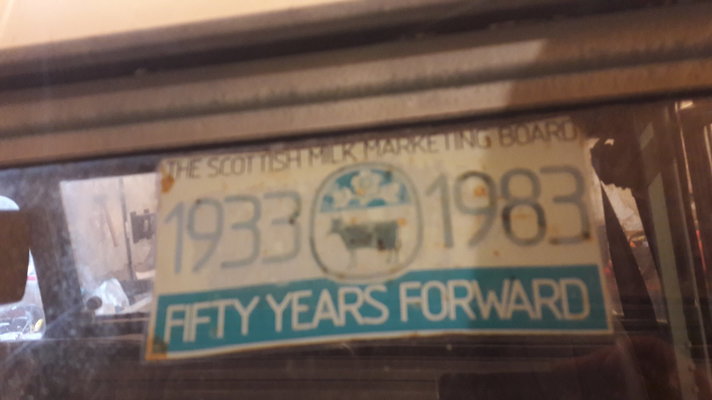 THE SCOTTISH MILK MARKETING BOARD
1933 1983
FIFTY YEARS FORWARD